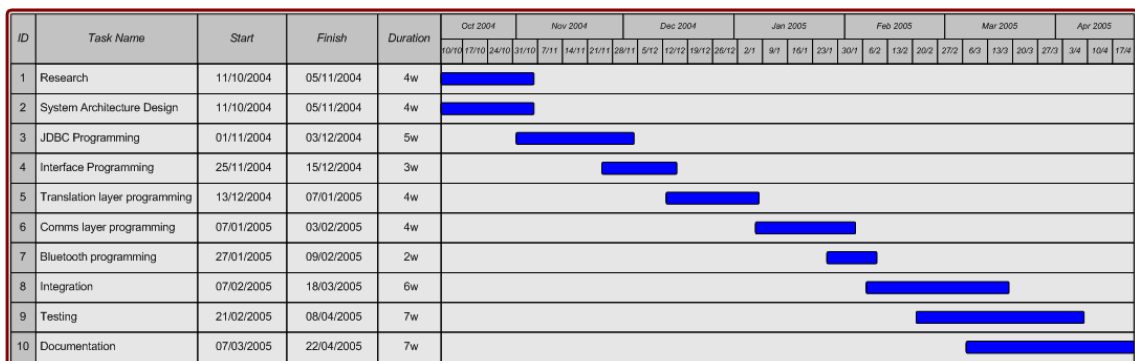 ID Task Name Start Finish Duration Oct 2004 Nov 2004 Dec 2004 Jan 2005 Feb 2005 Mar 2005 Apr 2005
10/10 17/10 24/10 31/10 7/11 14/11 21/11 28/11 5/12 12/12 19/12 26/12 2/1 9/1 16/1 23/1 30/1 6/2 13/2 20/2 27/2 6/3 13/3 20/3 27/3 3/4 10/4 17/4
1 Research 11/10/2004 05/11/2004 4w
2 System Architecture Design 11/10/2004 05/11/2004 4w
3 JDBC Programming 01/11/2004 03/12/2004 5w
4 Interface Programming 25/11/2004 15/12/2004 3w
5 Translation layer programming 13/12/2004 07/01/2005 4w
6 Comms layer programming 07/01/2005 03/02/2005 4w
7 Bluetooth programming 27/01/2005 09/02/2005 2w
8 Integration 07/02/2005 18/03/2005 6w
9 Testing 21/02/2005 08/04/2005 7w
10 Documentation 07/03/2005 22/04/2005 7w